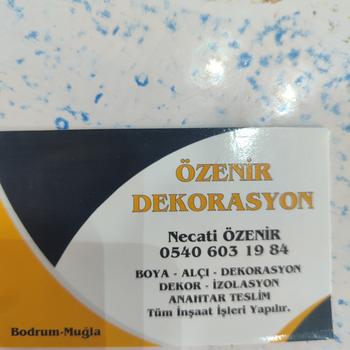 ÖZENİR
DEKORASYON
Necati ÖZENİR
0540 603 19 84
BOYA - ALÇI - DEKORASYON
DEKOR - İZOLASYON
ANAHTAR TESLİM
Tüm İnşaat İşleri Yapılır.
Bodrum-Muğla